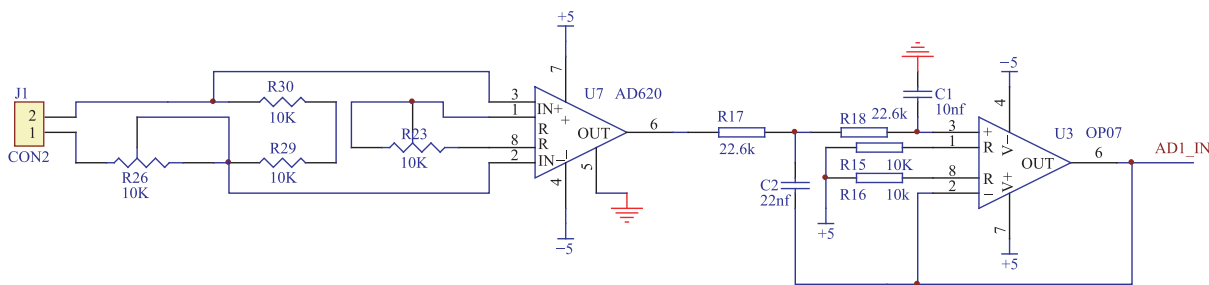 J1
2
1
CON2
R30
10K
R29
10K
R26
10K
R23
10K
+5
7
U7 AD620
3
IN+
+
1
R
8
R
2
IN−
−
OUT
6
5
4
−5
R17
22.6k
R18
22.6k
C1
10nf
C2
22nf
R15
10K
R16
10k
+5
−5
4
U3 OP07
3
+
1
R
V−
OUT
6
8
R
2
−
V+
7
+5
AD1_IN